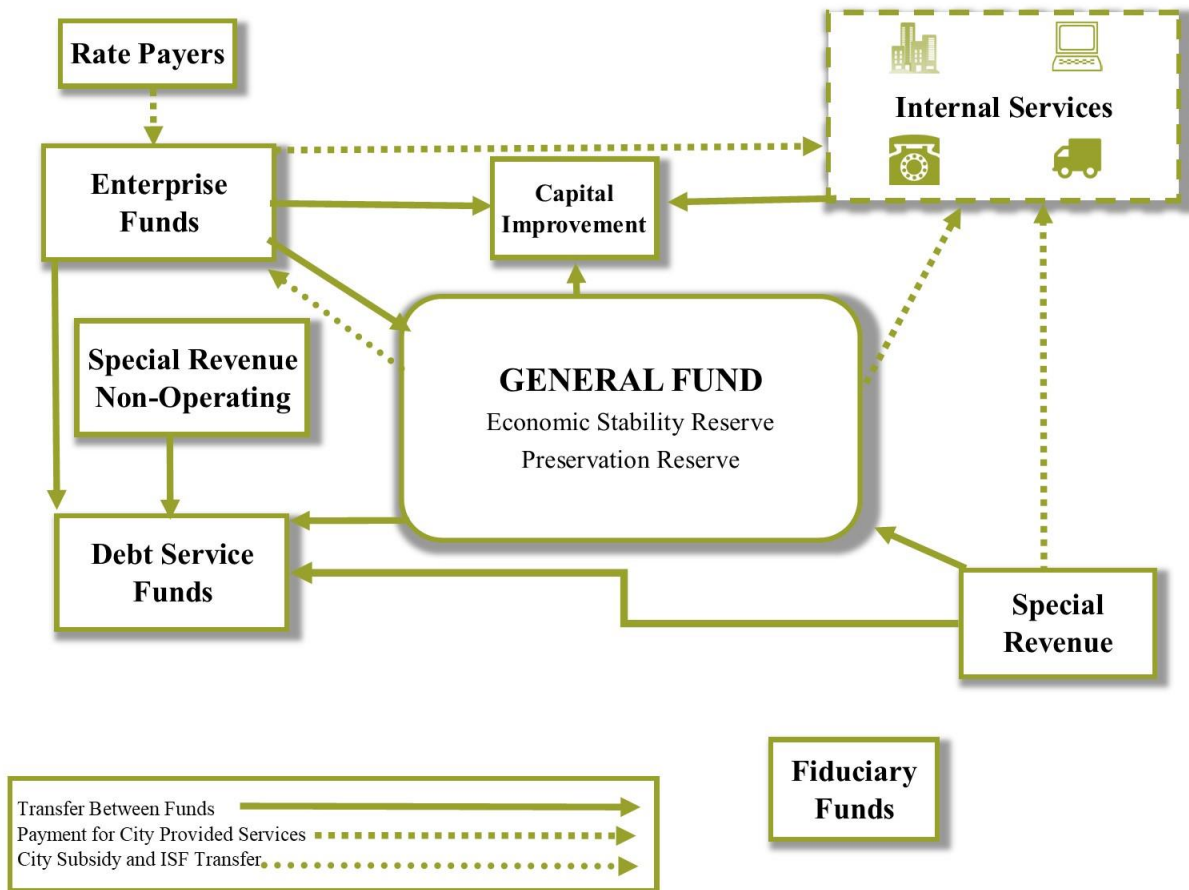 Rate Payers
Internal Services
Enterprise
Funds
Capital
Improvement
Special Revenue
Non-Operating
GENERAL FUND
Economic Stability Reserve
Preservation Reserve
Debt Service
Funds
Special
Revenue
Fiduciary
Funds
Transfer Between Funds
Payment for City Provided Services
City Subsidy and ISF Transfer